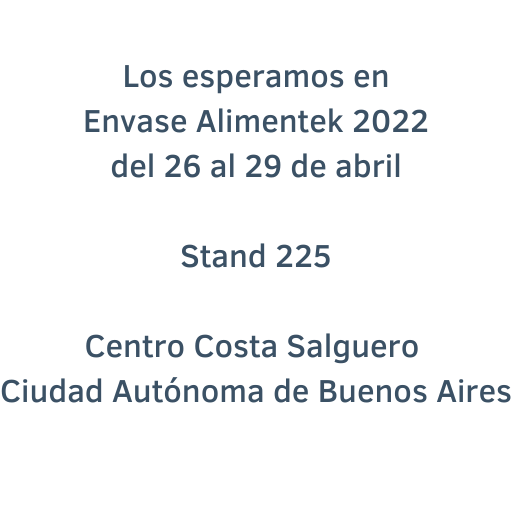 Los esperamos en
Envase Alimentek 2022
del 26 al 29 de abril
Stand 225
Centro Costa Salguero
Ciudad Autónoma de Buenos Aires